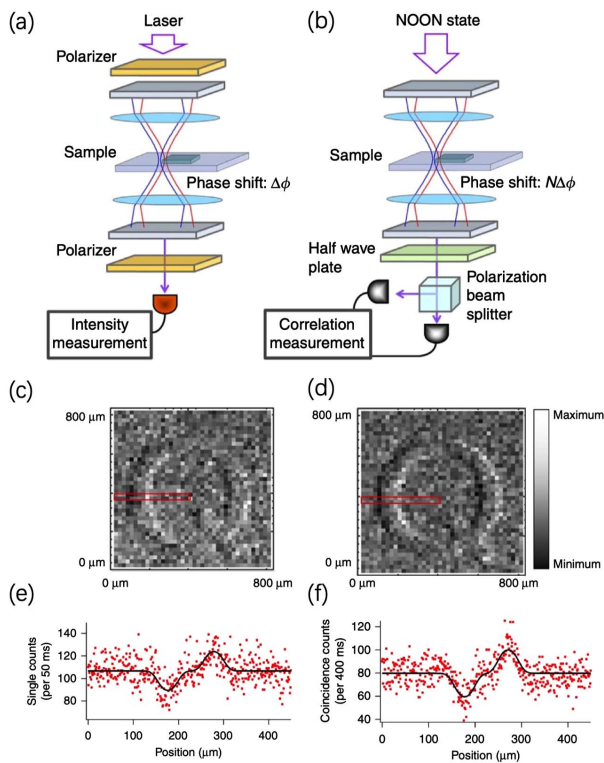 (a)
Laser
Polarizer
Sample
Phase shift: Δϕ
Polarizer
Intensity
measurement
(b)
NOON state
Sample
Phase shift: NΔϕ
Half wave
plate
Polarization
beam
splitter
Correlation
measurement
(c)
800 μm
0 μm
0 μm
800 μm
(d)
800 μm
0 μm
0 μm
800 μm
Maximum
Minimum
(e)
Single counts
(per 50 ms)
140
120
100
80
0
100
200
300
400
Position (μm)
(f)
Coincidence counts
(per 400 ms)
120
100
80
60
40
0
100
200
300
400
Position (μm)